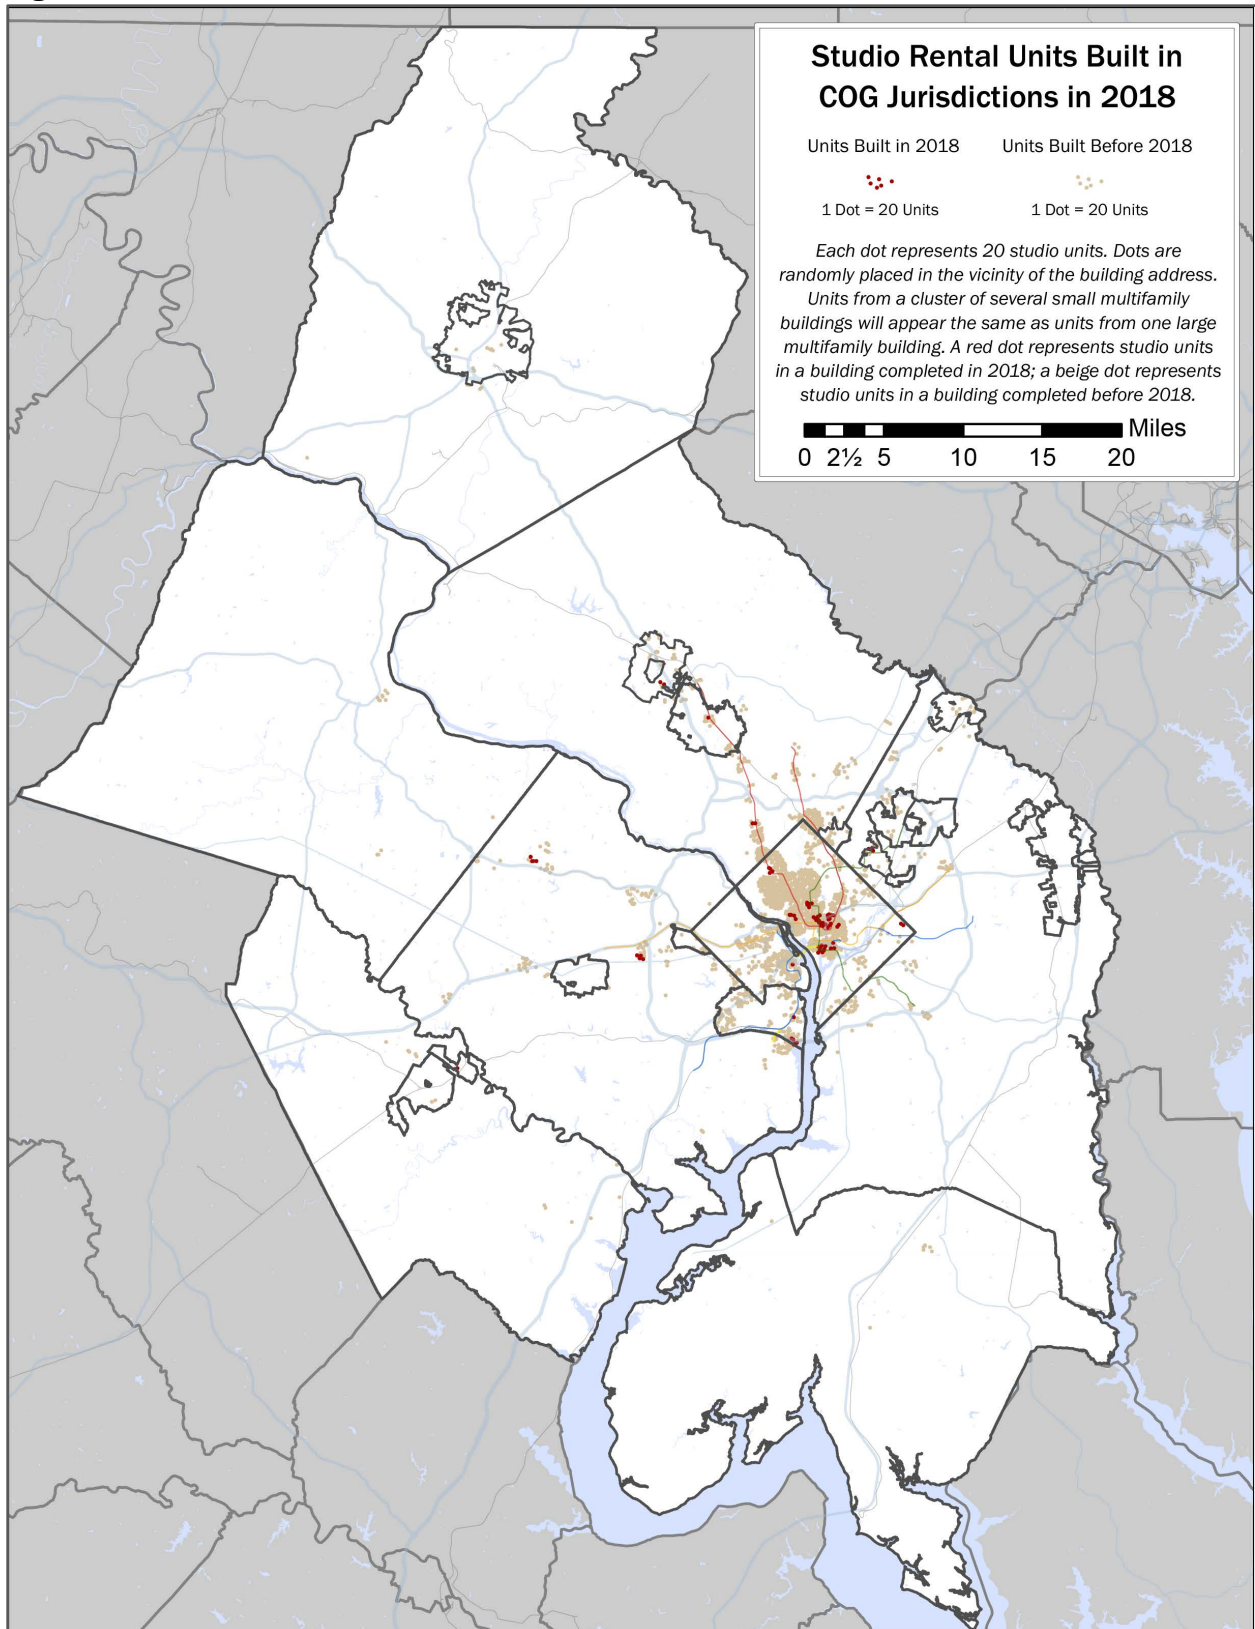 Studio Rental Units Built in
COG Jurisdictions in 2018
Units Built in 2018 Units Built Before 2018
1 Dot = 20 Units 1 Dot = 20 Units
Each dot represents 20 studio units. Dots are
randomly placed in the vicinity of the building address.
Units from a cluster of several small multifamily
buildings will appear the same as units from one large
multifamily building. A red dot represents studio units
in a building completed in 2018; a beige dot represents
studio units in a building completed before 2018.
Miles
0 2½ 5 10 15 20